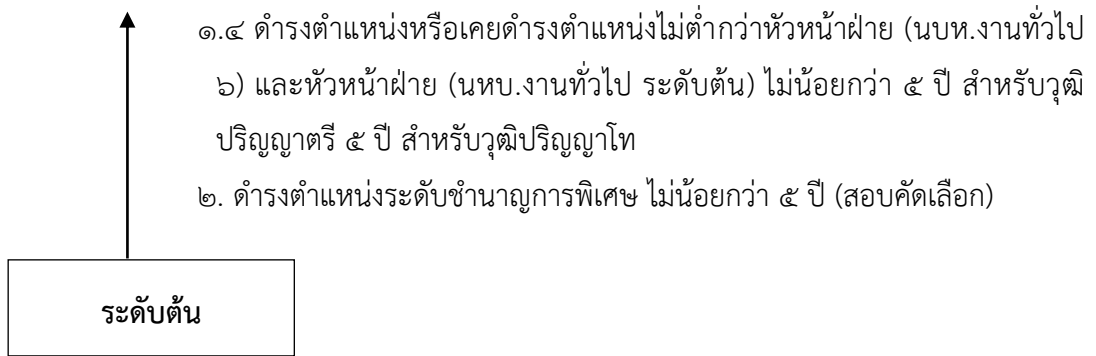 ๑.๔ ดำรงตำแหน่งหรือเคยดำรงตำแหน่งไม่ต่ำกว่าหัวหน้าฝ่าย (นบห.งานทั่วไป
๖) และหัวหน้าฝ่าย (นหบ.งานทั่วไป ระดับต้น) ไม่น้อยกว่า ๕ ปี สำหรับวุฒิ
ปริญญาตรี ๕ ปี สำหรับวุฒิปริญญาโท
๒. ดำรงตำแหน่งระดับชำนาญการพิเศษ ไม่น้อยกว่า ๕ ปี (สอบคัดเลือก)
ระดับต้น